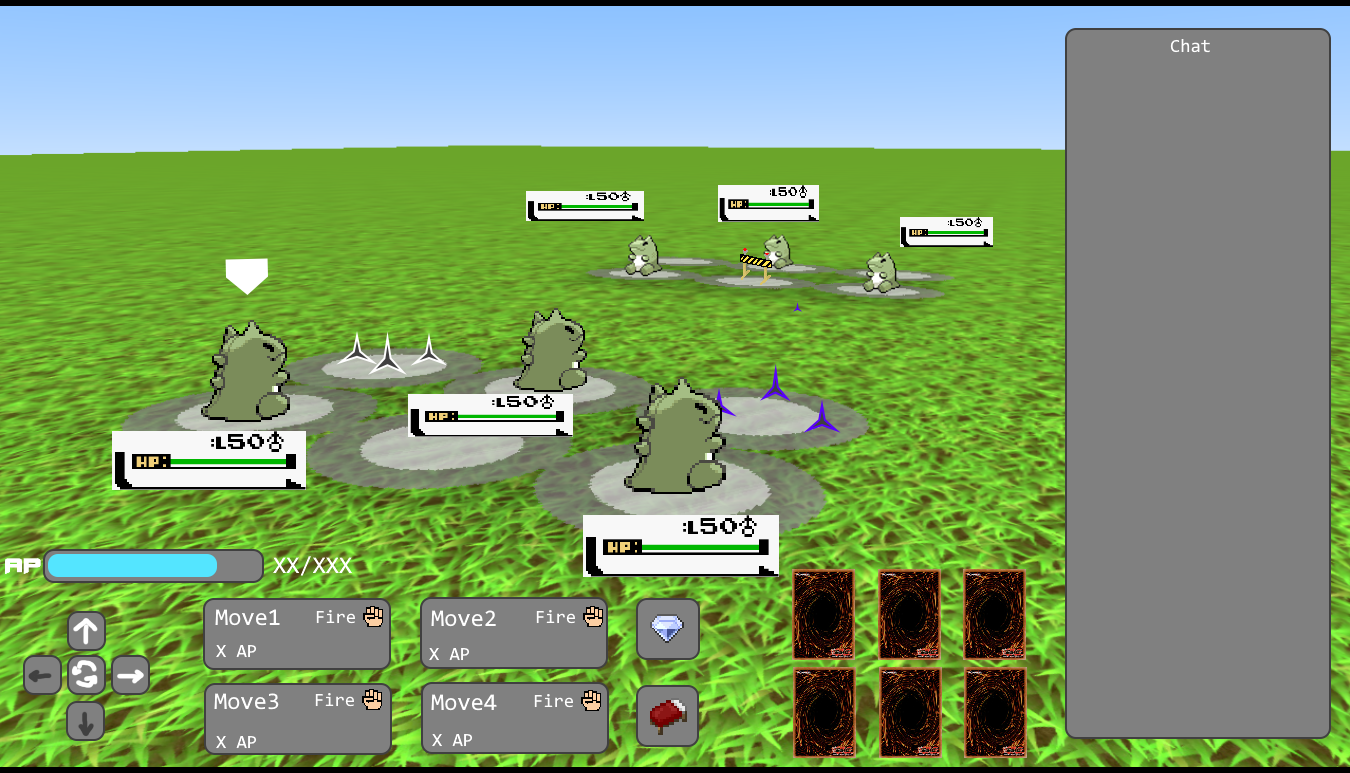 Chat
:L50
HP:
:L50
HP:
:L50
HP:
:L50
HP:
:L50
HP:
:L50
HP:
AP XX/XXX
Move1 Fire
X AP
Move2 Fire
X AP
Move3 Fire
X AP
Move4 Fire
X AP